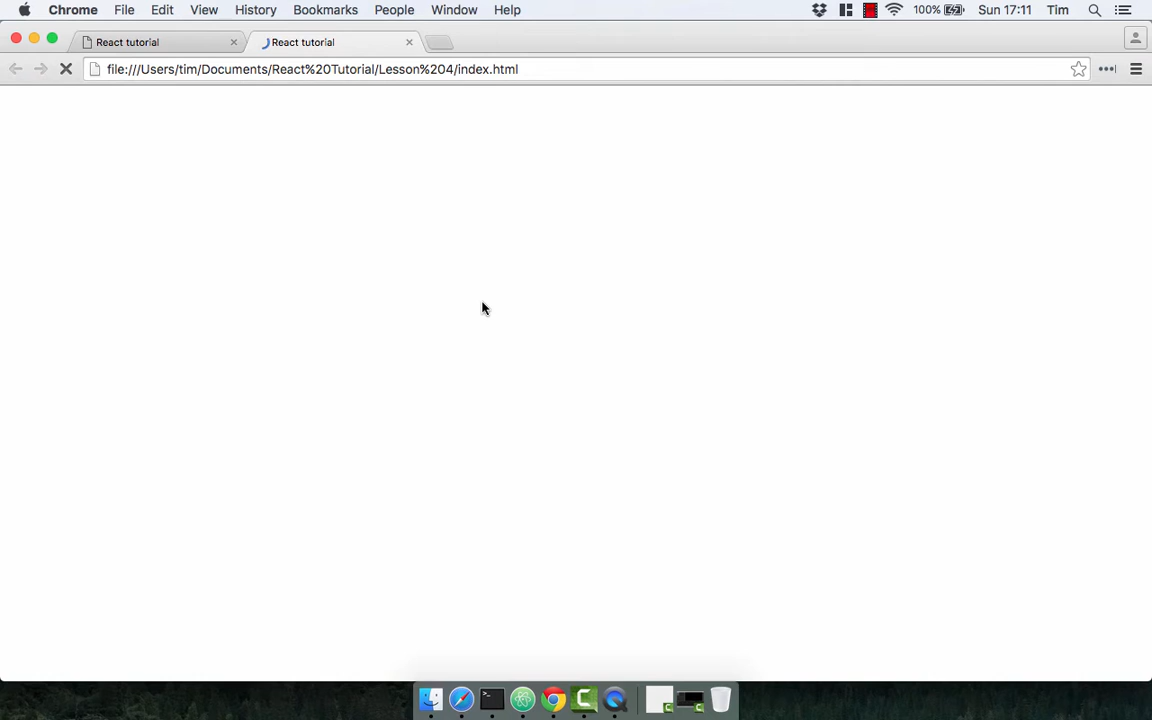 Chrome File Edit View History Bookmarks People Window Help 100% Sun 17:11 Tim
React tutorial React tutorial
file:///Users/tim/Documents/React%20Tutorial/Lesson%204/index.html